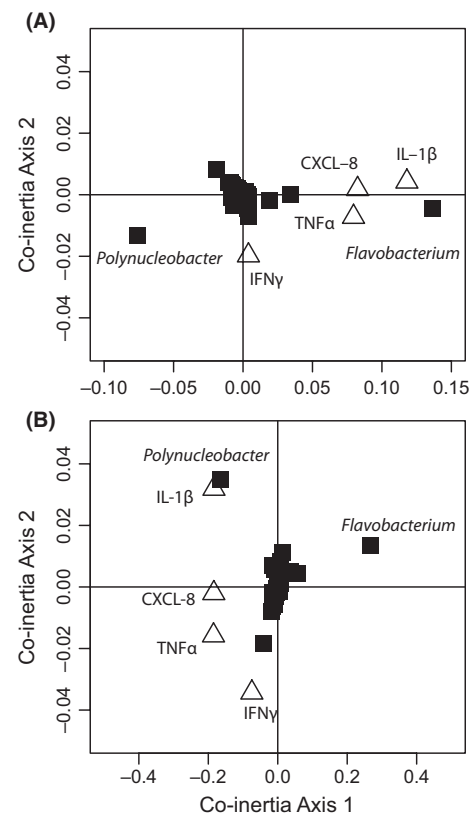 (A)
Co-inertia Axis 2
0.04
0.02
0.00
−0.02
−0.04
CXCL–8
IL–1β
TNFα
Polynucleobacter
Flavobacterium
IFNγ
−0.10 −0.05 0.00 0.05 0.10 0.15
(B)
Co-inertia Axis 2
0.04
0.02
0.00
−0.02
−0.04
Polynucleobacter
IL-1β
Flavobacterium
CXCL-8
TNFα
IFNγ
−0.4 −0.2 0.0 0.2 0.4
Co-inertia Axis 1